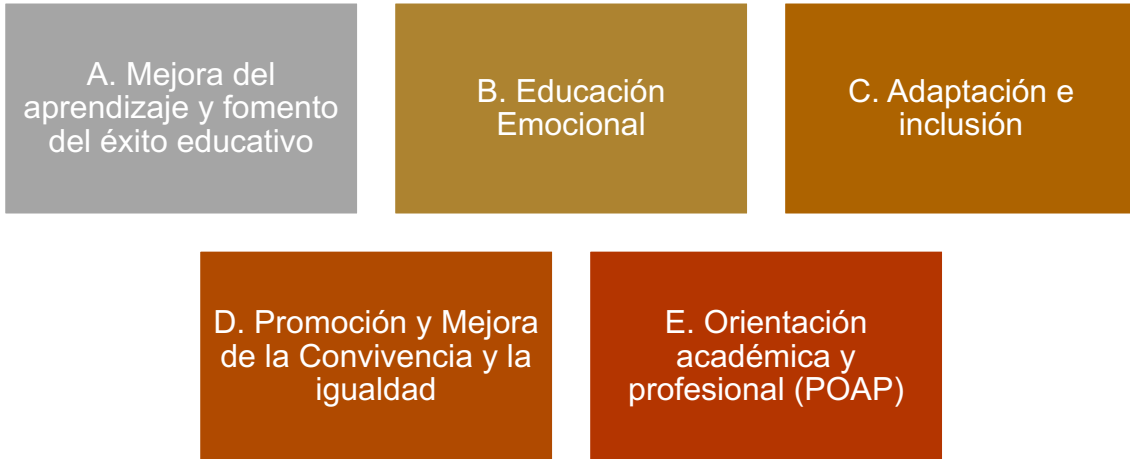 A. Mejora del
aprendizaje y fomento
del éxito educativo
B. Educación
Emocional
C. Adaptación e
inclusión
D. Promoción y Mejora
de la Convivencia y la
igualdad
E. Orientación
académica y
profesional (POAP)